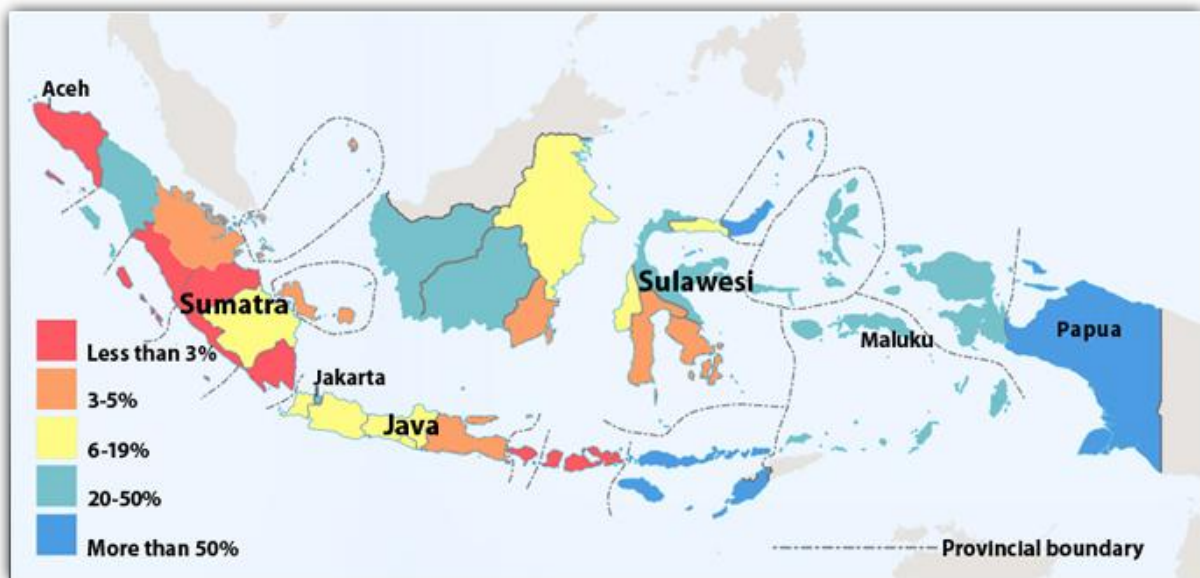 Aceh
Sumatra
Sulawesi
Papua
Maluku
Jakarta
Java
Less than 3%
3-5%
6-19%
20-50%
More than 50%
Provincial boundary